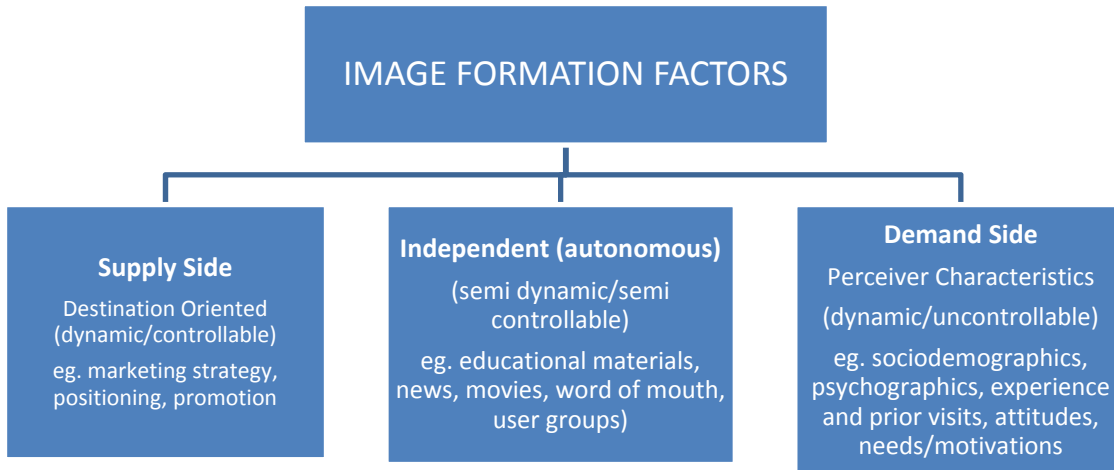 IMAGE FORMATION FACTORS
Supply Side
Destination Oriented
(dynamic/controllable)
eg. marketing strategy,
positioning, promotion
Independent (autonomous)
(semi dynamic/semi
controllable)
eg. educational materials,
news, movies, word of mouth,
user groups)
Demand Side
Perceiver Characteristics
(dynamic/uncontrollable)
eg. sociodemographics,
psychographics, experience
and prior visits, attitudes,
needs/motivations